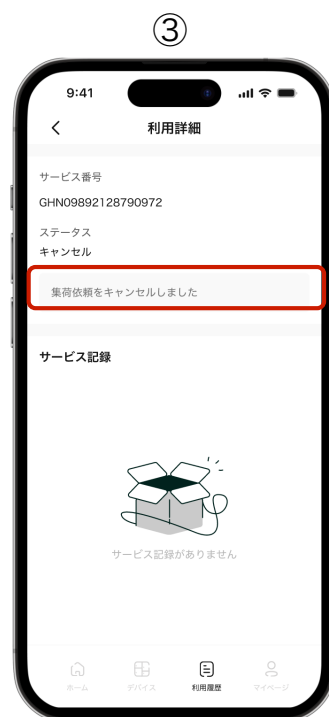 ③
9:41
利用詳細
サービス番号
GHN09892128790972
ステータス
キャンセル
集荷依頼をキャンセルしました
サービス記録
サービス記録がありません
ホーム
デバイス
利用履歴
マイページ